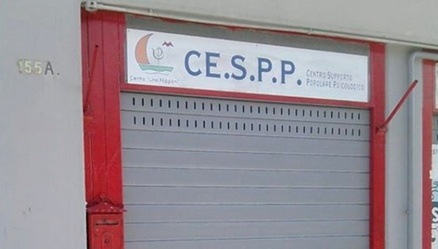 155A.
CE.S.P.P.
CENTRO SUPPORTO
POPOLARE PSICOLOGICO